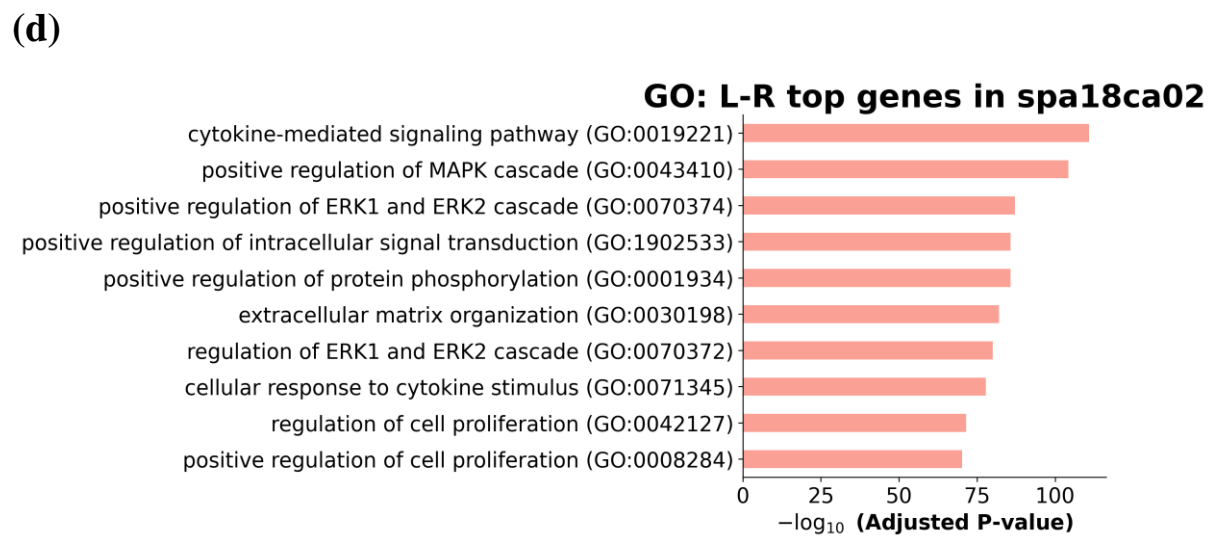 (d)
GO: L-R top genes in spa18ca02
cytokine-mediated signaling pathway (GO:0019221)
positive regulation of MAPK cascade (GO:0043410)
positive regulation of ERK1 and ERK2 cascade (GO:0070374)
positive regulation of intracellular signal transduction (GO:1902533)
positive regulation of protein phosphorylation (GO:0001934)
extracellular matrix organization (GO:0030198)
regulation of ERK1 and ERK2 cascade (GO:0070372)
cellular response to cytokine stimulus (GO:0071345)
regulation of cell proliferation (GO:0042127)
positive regulation of cell proliferation (GO:0008284)
0 25 50 75 100
−log₁₀ (Adjusted P-value)